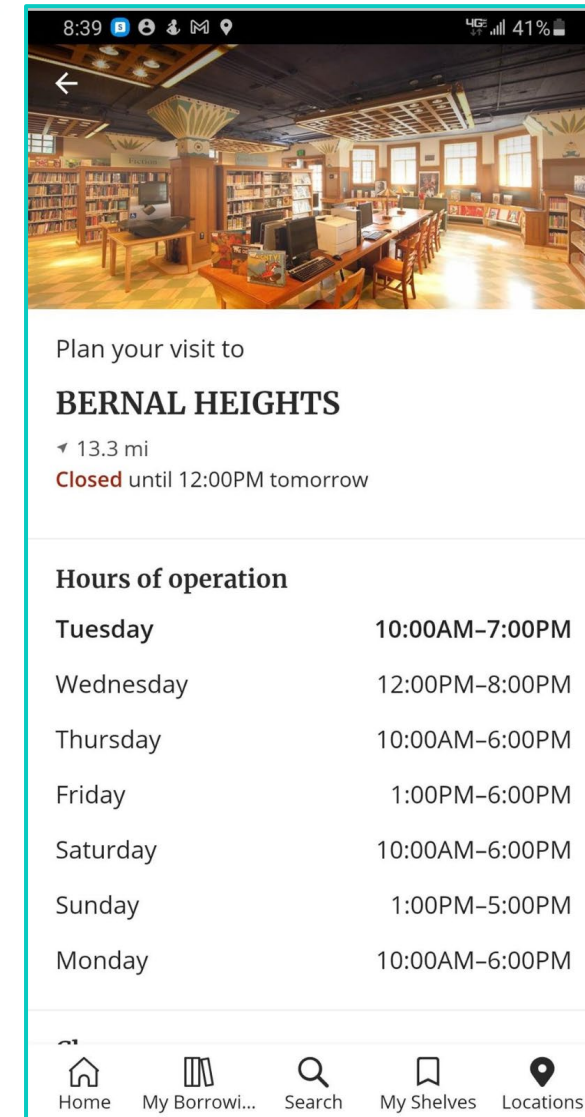 8:39
4GE 41%
Fiction
Plan your visit to
BERNAL HEIGHTS
13.3 mi
Closed until 12:00PM tomorrow
Hours of operation
Tuesday 10:00AM–7:00PM
Wednesday 12:00PM–8:00PM
Thursday 10:00AM–6:00PM
Friday 1:00PM–6:00PM
Saturday 10:00AM–6:00PM
Sunday 1:00PM–5:00PM
Monday 10:00AM–6:00PM
Home My Borrowi... Search My Shelves Locations